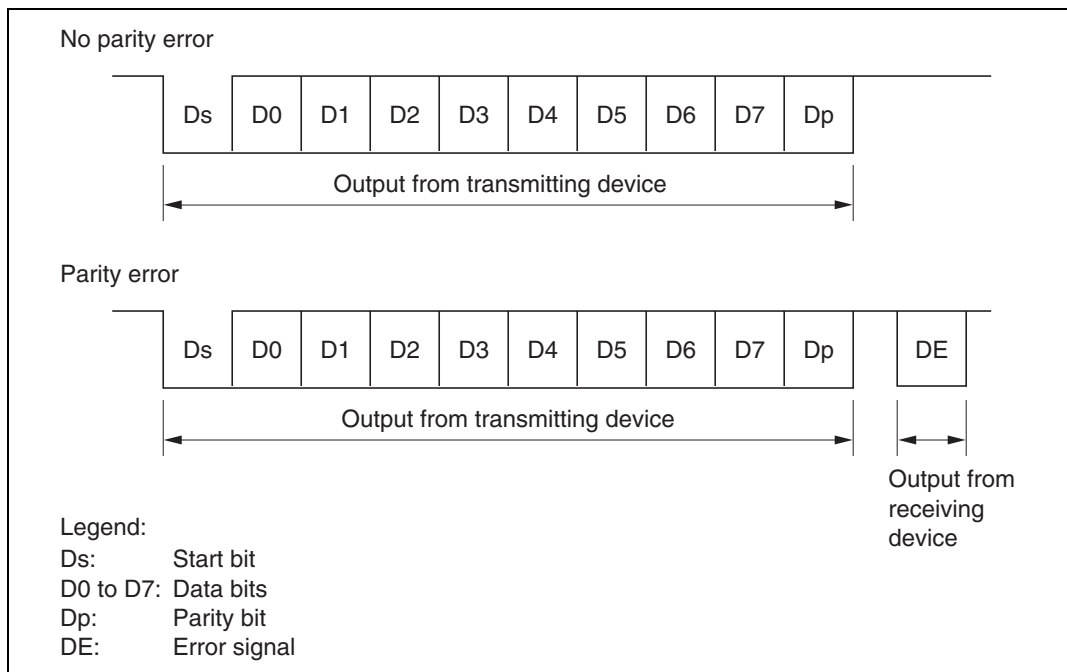 No parity error
Ds D0 D1 D2 D3 D4 D5 D6 D7 Dp
Output from transmitting device
Parity error
Ds D0 D1 D2 D3 D4 D5 D6 D7 Dp DE
Output from transmitting device
Output from
receiving
device
Legend:
Ds: Start bit
D0 to D7: Data bits
Dp: Parity bit
DE: Error signal